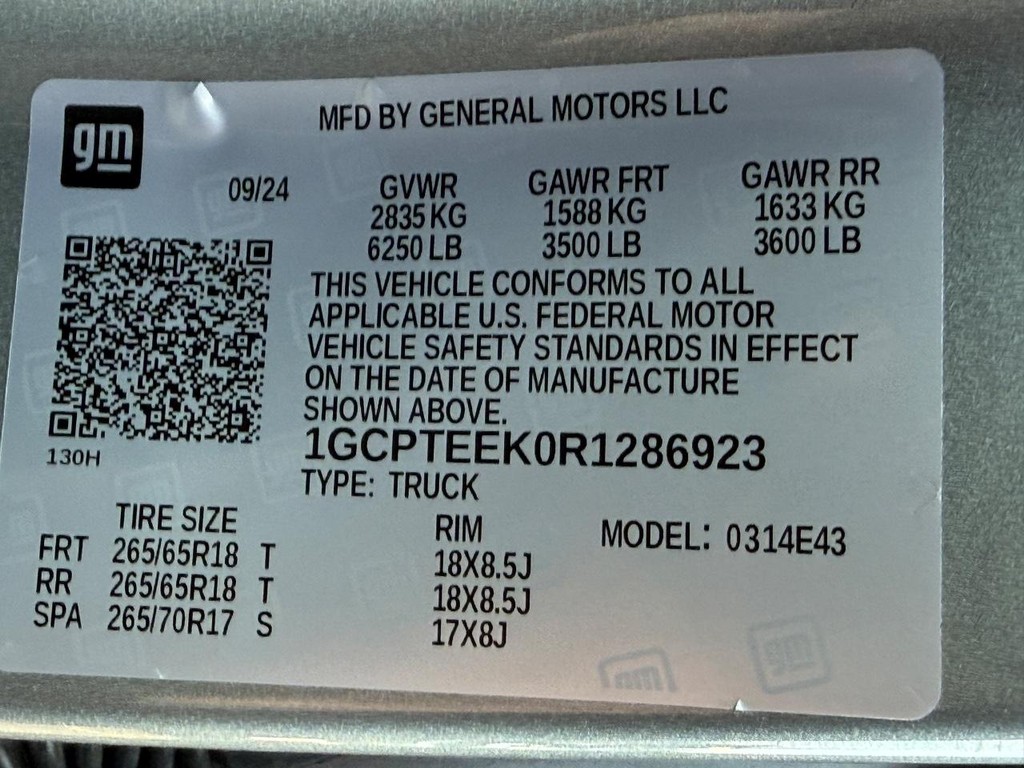 gm
MFD BY GENERAL MOTORS LLC
09/24
GVWR GAWR FRT GAWR RR
2835 KG 1588 KG 1633 KG
6250 LB 3500 LB 3600 LB
THIS VEHICLE CONFORMS TO ALL
APPLICABLE U.S. FEDERAL MOTOR
VEHICLE SAFETY STANDARDS IN EFFECT
ON THE DATE OF MANUFACTURE
SHOWN ABOVE.
130H
1GCPTEEK0R1286923
TYPE: TRUCK
TIRE SIZE RIM MODEL: 0314E43
FRT 265/65R18 T 18X8.5J
RR 265/65R18 T 18X8.5J
SPA 265/70R17 S 17X8J
gm
gm